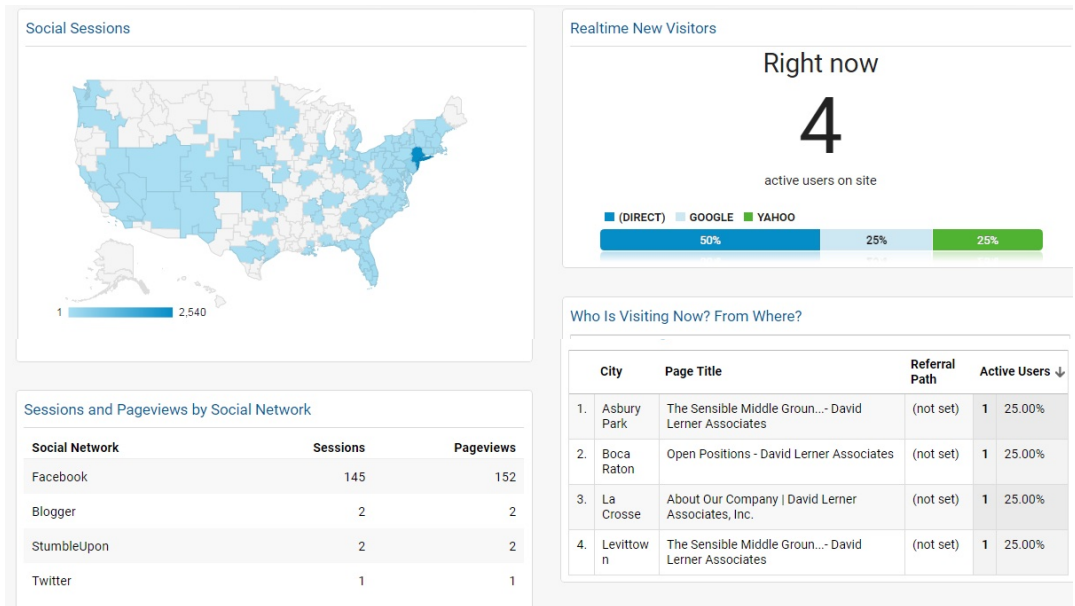 Social Sessions
1 2,540
Sessions and Pageviews by Social Network
Social Network Sessions Pageviews
Facebook 145 152
Blogger 2 2
StumbleUpon 2 2
Twitter 1 1
Realtime New Visitors
Right now
4
active users on site
(DIRECT) GOOGLE YAHOO
50% 25% 25%
Who Is Visiting Now? From Where?
City Page Title Referral
Path Active Users
1. Asbury
Park The Sensible Middle Groun...- David
Lerner Associates (not set) 1 25.00%
2. Boca
Raton Open Positions - David Lerner Associates (not set) 1 25.00%
3. La
Crosse About Our Company | David Lerner
Associates, Inc. (not set) 1 25.00%
4. Levittow
n The Sensible Middle Groun...- David
Lerner Associates (not set) 1 25.00%